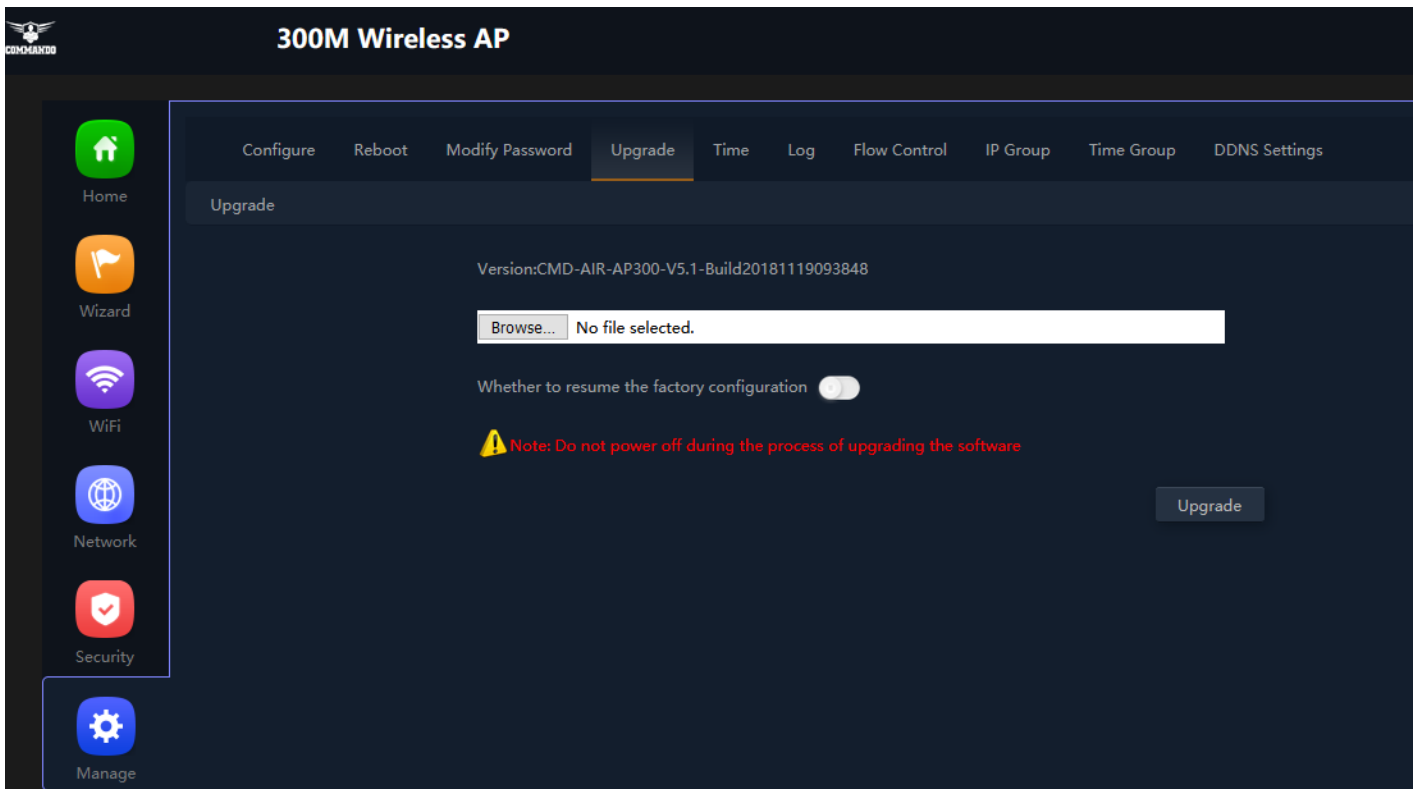 COMMANDO
300M Wireless AP
Configure Reboot Modify Password Upgrade Time Log Flow Control IP Group Time Group DDNS Settings
Home
Upgrade
Version:CMD-AIR-AP300-V5.1-Build20181119093848
Wizard
Browse... No file selected.
Whether to resume the factory configuration
WiFi
Note: Do not power off during the process of upgrading the software
Upgrade
Network
Security
Manage